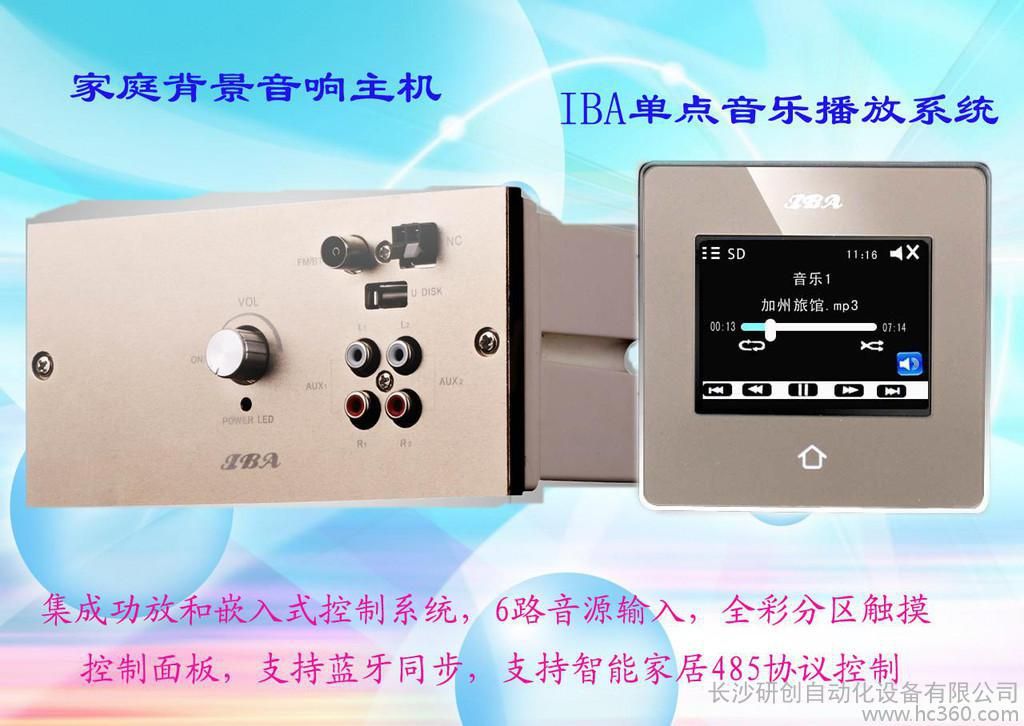 家庭背景音响主机
IBA单点音乐播放系统
IBA
SD
11:16
音乐1
加州旅馆.mp3
00:13
07:14
FM/BT
NC
U DISK
VOL
ON
L1
L2
AUX1
AUX2
POWER LED
R1
R2
IBA
集成功放和嵌入式控制系统，6路音源输入，全彩分区触摸
控制面板，支持蓝牙同步，支持智能家居485协议控制
长沙研创自动化设备有限公司
www.hc360.com